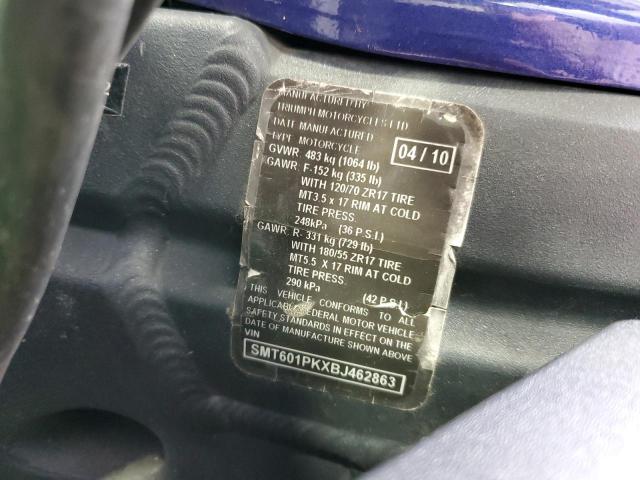 MANUFACTURED BY
TRIUMPH MOTORCYCLES LTD
DATE MANUFACTURED 04 / 10
TYPE MOTORCYCLE
GVWR: 483 kg (1064 lb)
GAWR: F-152 kg (335 lb)
WITH 120/70 ZR17 TIRE
MT3.5 x 17 RIM AT COLD
TIRE PRESS.
248kPa (36 P.S.I.)
GAWR: R- 331 kg (729 lb)
WITH 180/55 ZR17 TIRE
MT5.5 X 17 RIM AT COLD
TIRE PRESS.
290 kPa (42 P.S.I.)
THIS VEHICLE CONFORMS TO ALL
APPLICABLE FEDERAL MOTOR VEHICLE
SAFETY STANDARDS IN EFFECT ON THE
DATE OF MANUFACTURE SHOWN ABOVE
VIN
SMT601PKXBJ462863